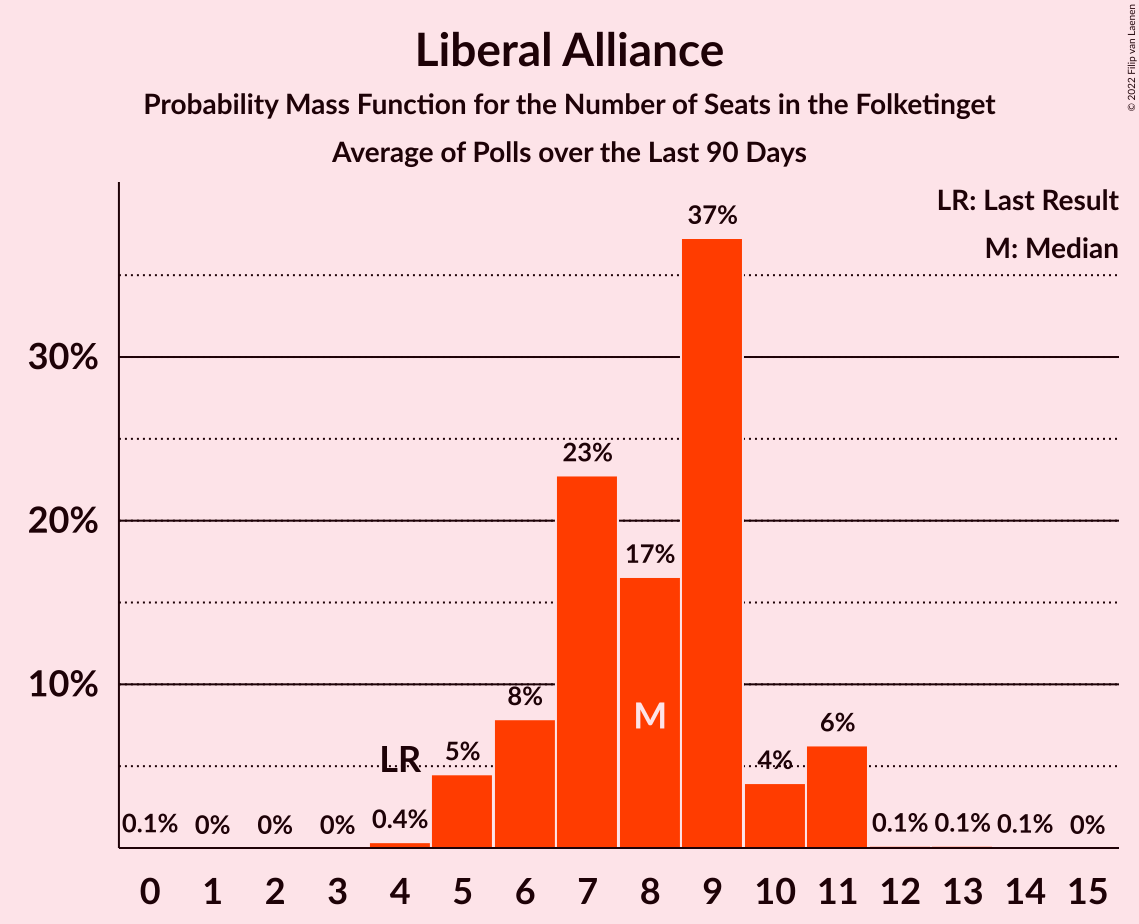 Liberal Alliance
Probability Mass Function for the Number of Seats in the Folketinget
Average of Polls over the Last 90 Days
© 2022 Filip van Laenen
LR: Last Result
M: Median
37%
30%
23%
20%
17%
10%
8%
M
6%
LR
5%
4%
0.1%
0%
0%
0%
0.4%
0.1%
0.1%
0.1%
0%
0 1 2 3 4 5 6 7 8 9 10 11 12 13 14 15